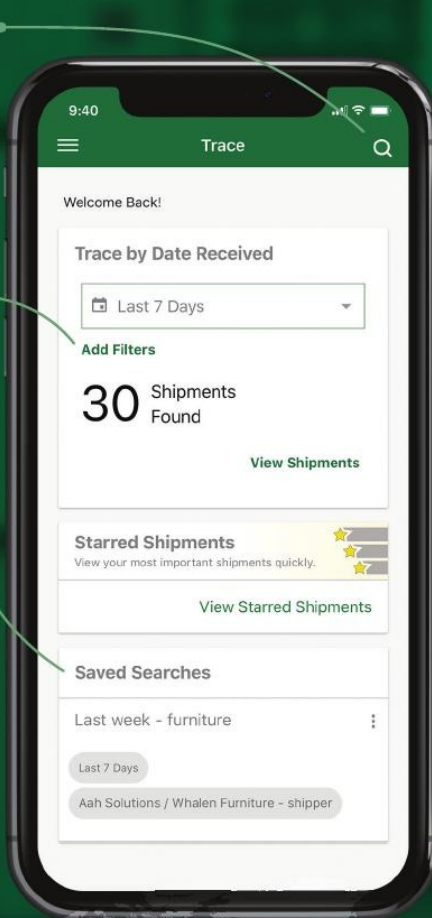 9:40
Trace
Welcome Back!
Trace by Date Received
Last 7 Days
Add Filters
30 Shipments
Found
View Shipments
Starred Shipments
View your most important shipments quickly.
View Starred Shipments
Saved Searches
Last week - furniture
Last 7 Days
Aah Solutions / Whalen Furniture - shipper